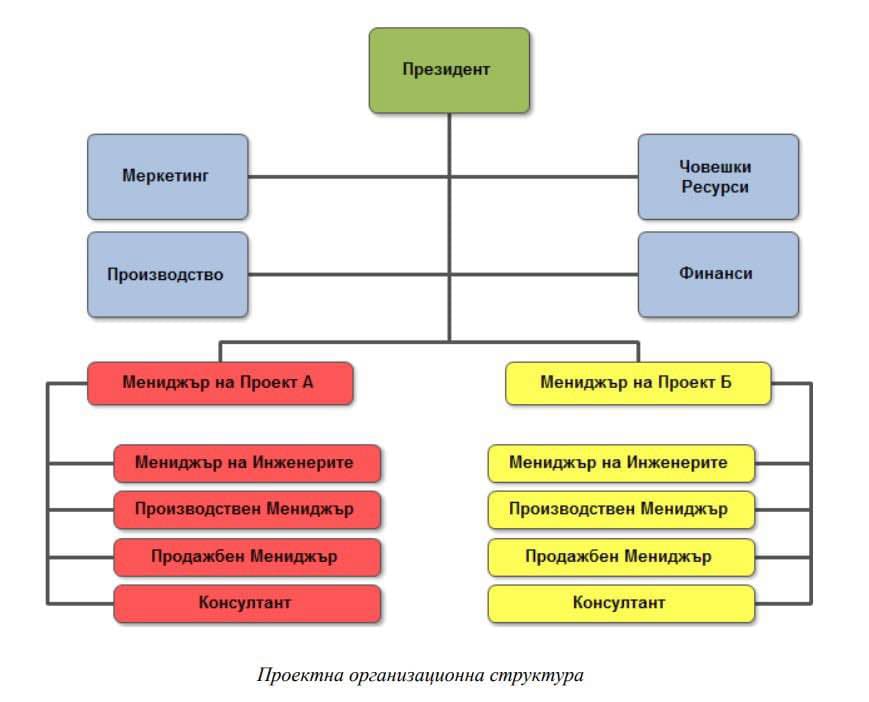 Президент
Меркетинг
Човешки
Ресурси
Производство
Финанси
Мениджър на Проект А
Мениджър на Проект Б
Мениджър на Инженерите
Мениджър на Инженерите
Производствен Мениджър
Производствен Мениджър
Продажбен Мениджър
Продажбен Мениджър
Консултант
Консултант
Проектна организационна структура